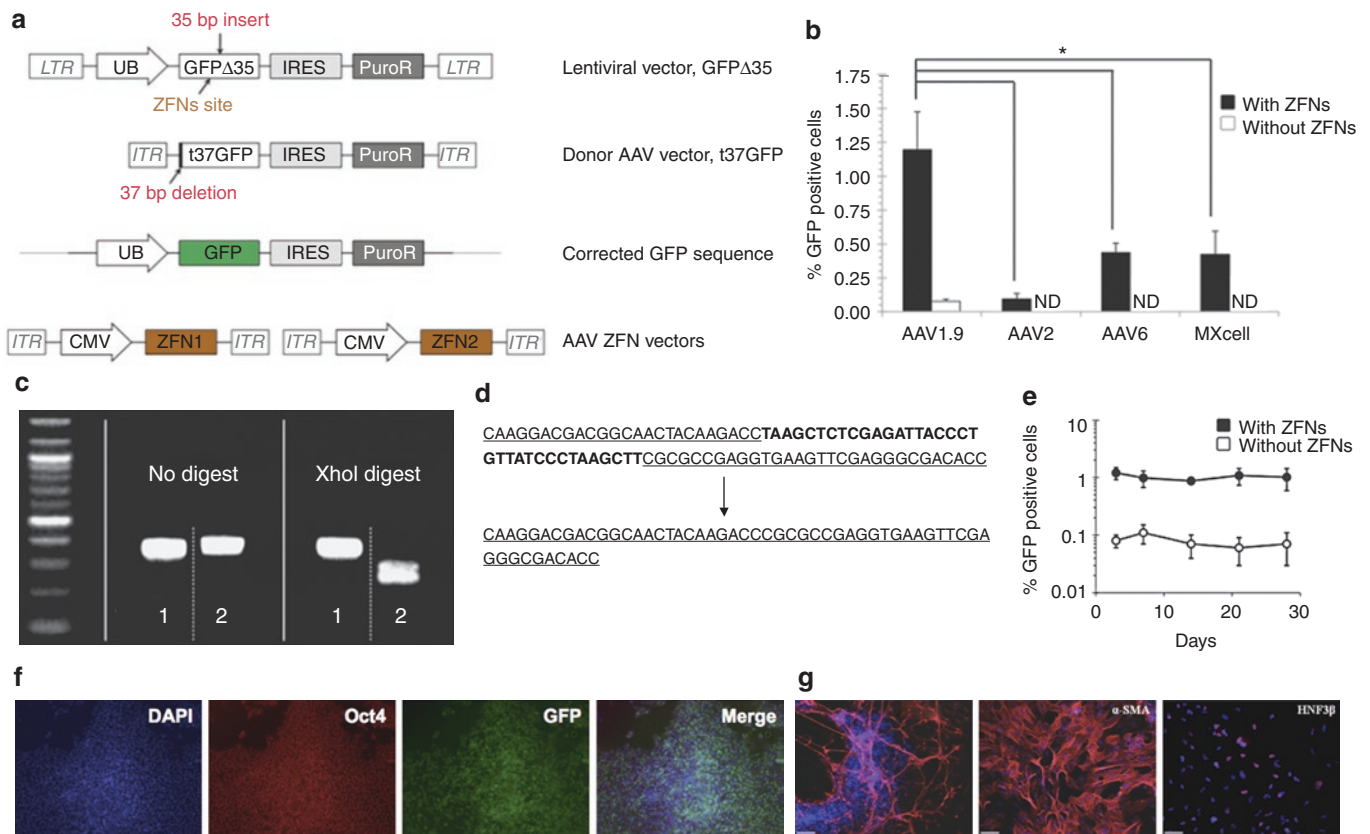 a
35 bp insert
LTR UB GFPΔ35 IRES PuroR LTR Lentiviral vector, GFPΔ35
ZFNs site
ITR t37GFP IRES PuroR ITR Donor AAV vector, t37GFP
37 bp deletion
UB GFP IRES PuroR Corrected GFP sequence
ITR CMV ZFN1 ITR ITR CMV ZFN2 ITR AAV ZFN vectors
b
*
% GFP positive cells
1.75
1.50
1.25
1.00
0.75
0.50
0.25
0.00
With ZFNs
Without ZFNs
ND ND ND
AAV1.9 AAV2 AAV6 MXcell
c
No digest XhoI digest
1 2 1 2
d
CAAGGACGACGGCAACTACAAGACCTAAGCTCTCGAGATTACCCT
GTTATCCCTAAGCTTCGCGCCGAGGTGAAGTTCGAGGGCGACACC
CAAGGACGACGGCAACTACAAGACCCGCGCCGAGGTGAAGTTCGA
GGGCGACACC
e
With ZFNs
Without ZFNs
% GFP positive cells
10
1
0.1
0.01
0 10 20 30
Days
f
DAPI Oct4 GFP Merge
g
α-SMA HNF3β